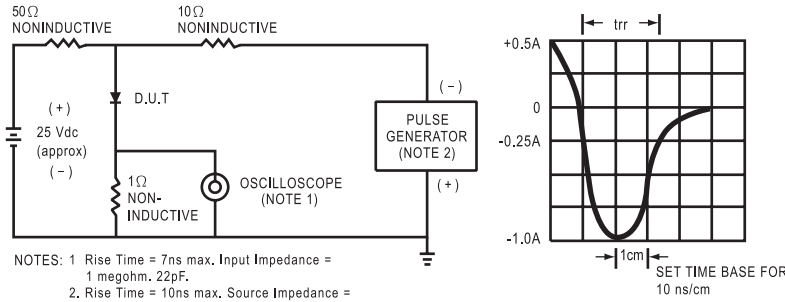 50Ω
NONINDUCTIVE
10Ω
NONINDUCTIVE
D.U.T
(+)
25 Vdc
(approx)
(−)
1Ω
NON-
INDUCTIVE
OSCILLOSCOPE
(NOTE 1)
(−)
PULSE
GENERATOR
(NOTE 2)
(+)
trr
+0.5A
0
-0.25A
-1.0A
1cm
SET TIME BASE FOR
10 ns/cm
NOTES: 1 Rise Time = 7ns max. Input Impedance =
1 megohm. 22pF.
2. Rise Time = 10ns max. Source Impedance =